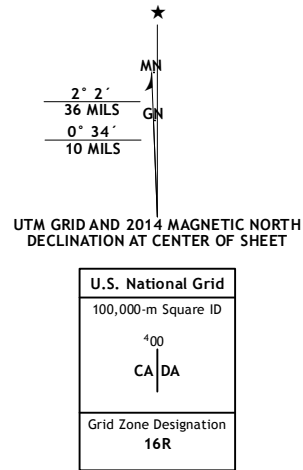 ★
MN
2° 2´
36 MILS
GN
0° 34´
10 MILS
UTM GRID AND 2014 MAGNETIC NORTH
DECLINATION AT CENTER OF SHEET
U.S. National Grid
100,000-m Square ID
⁴00
CA DA
Grid Zone Designation
16R